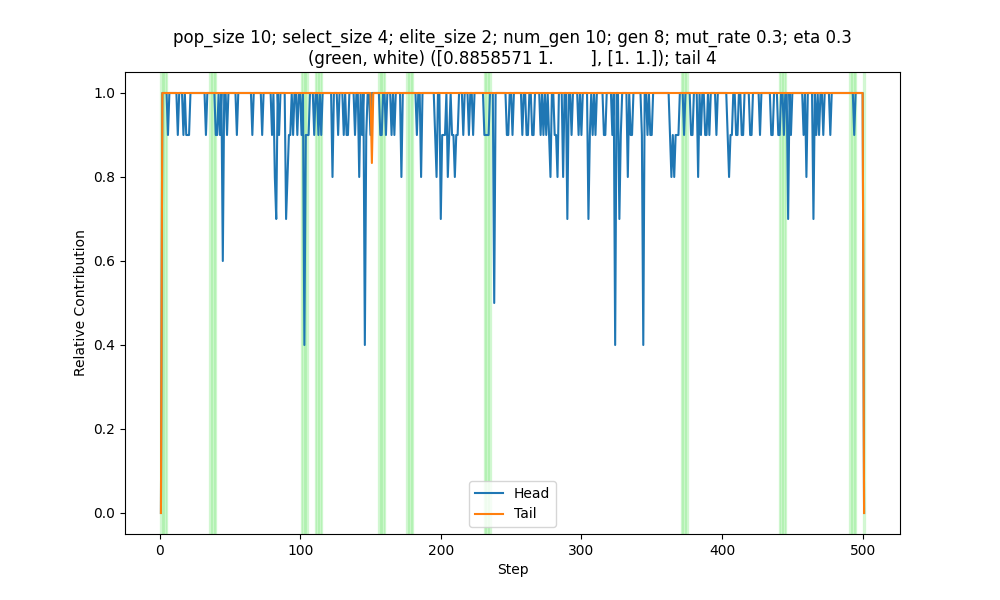 pop_size 10; select_size 4; elite_size 2; num_gen 10; gen 8; mut_rate 0.3; eta 0.3
(green, white) ([0.8858571 1.       ], [1. 1.]); tail 4
1.0
0.8
0.6
0.4
0.2
0.0
Relative Contribution
Head
Tail
0 100 200 300 400 500
Step